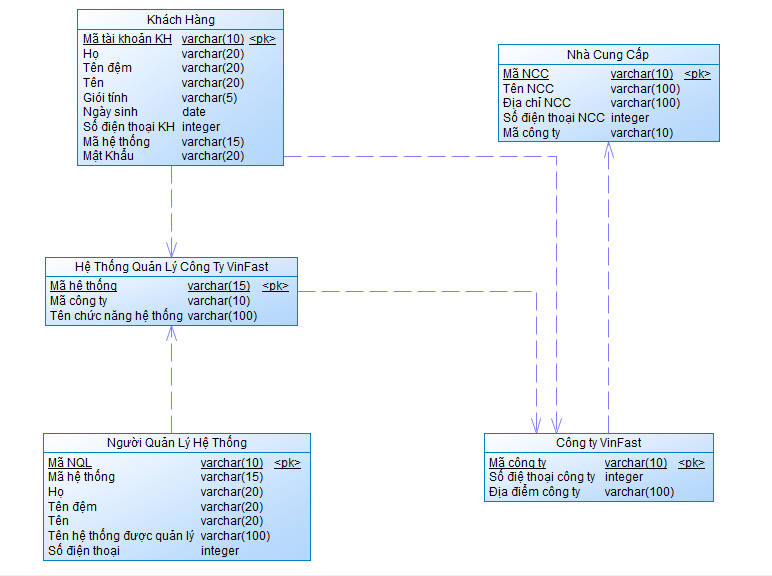 Khách Hàng
Mã tài khoản KH varchar(10) <pk>
Họ varchar(20)
Tên đệm varchar(20)
Tên varchar(20)
Giới tính varchar(5)
Ngày sinh date
Số điện thoại KH integer
Mã hệ thống varchar(15)
Mật Khẩu varchar(20)
Nhà Cung Cấp
Mã NCC varchar(10) <pk>
Tên NCC varchar(100)
Địa chỉ NCC varchar(100)
Số điện thoại NCC integer
Mã công ty varchar(10)
Hệ Thống Quản Lý Công Ty VinFast
Mã hệ thống varchar(15) <pk>
Mã công ty varchar(10)
Tên chức năng hệ thống varchar(100)
Người Quản Lý Hệ Thống
Mã NQL varchar(10) <pk>
Mã hệ thống varchar(15)
Họ varchar(20)
Tên đệm varchar(20)
Tên varchar(20)
Tên hệ thống được quản lý varchar(100)
Số điện thoại integer
Công ty VinFast
Mã công ty varchar(10) <pk>
Số điệ thoại công ty integer
Địa điểm công ty varchar(100)